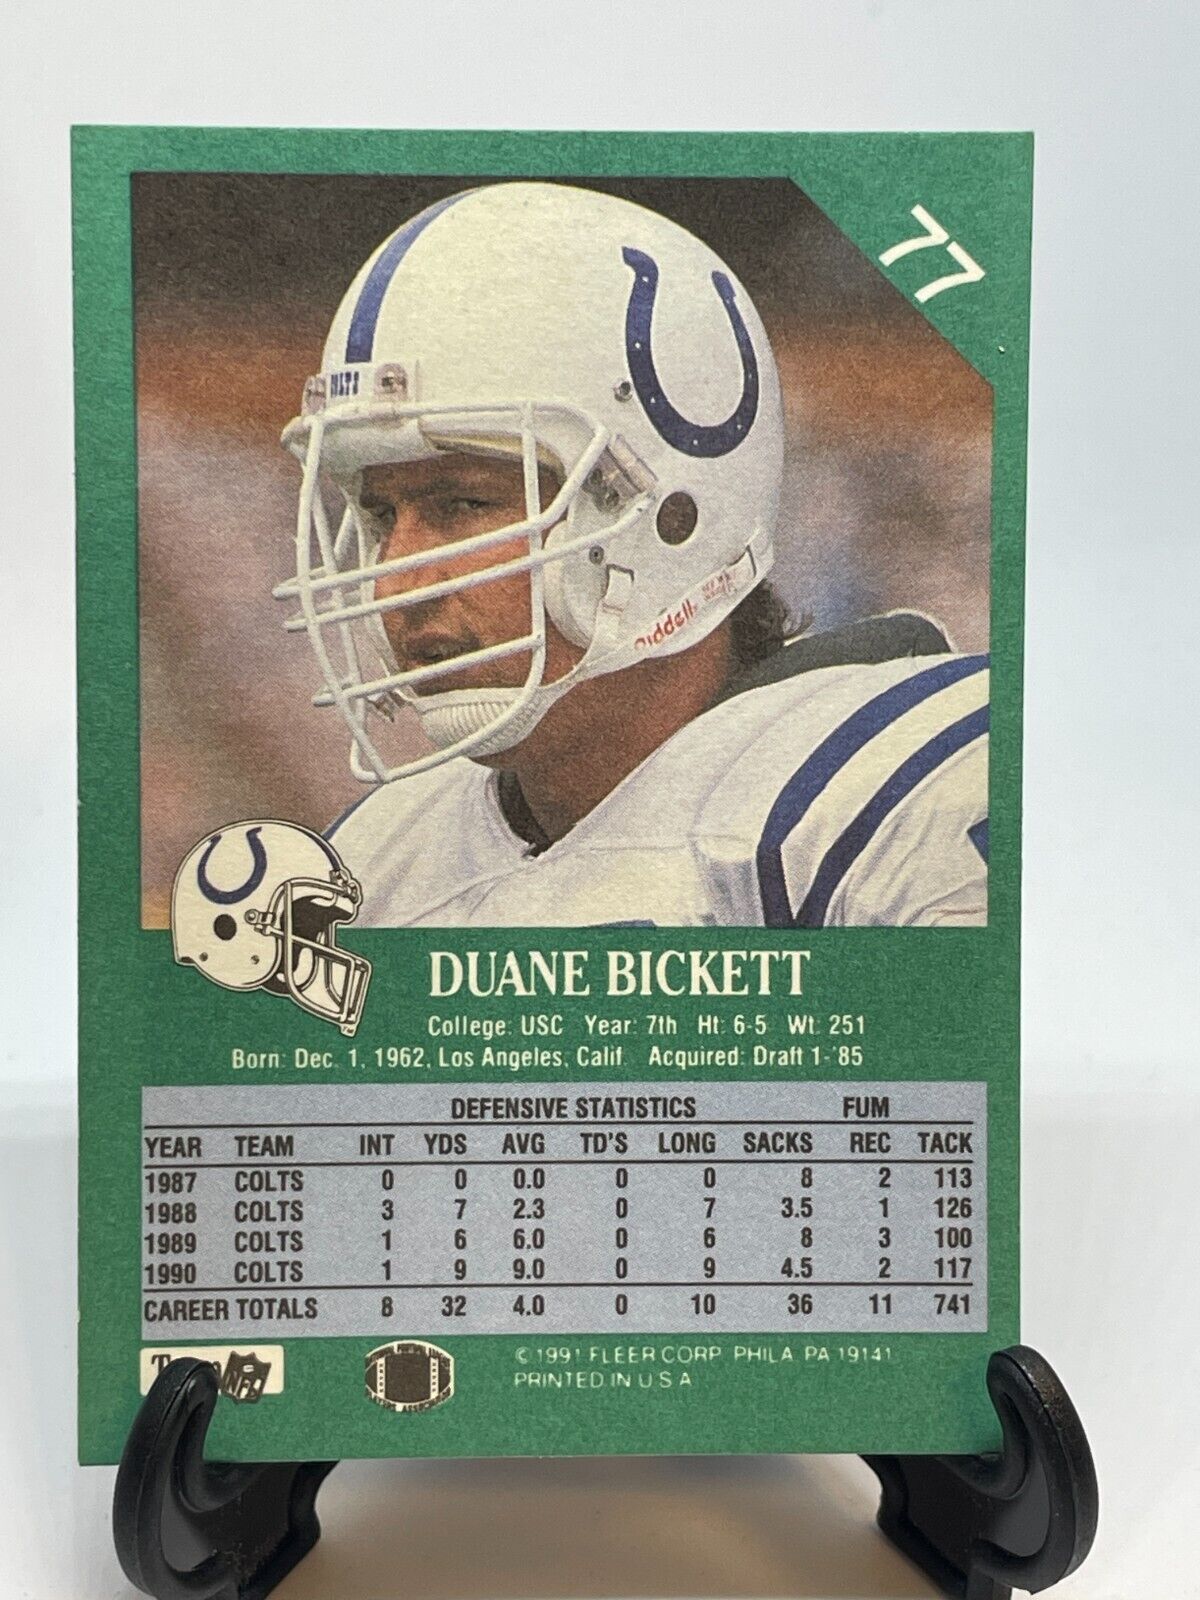 77
COLTS
Riddell
DUANE BICKETT
College: USC Year: 7th Ht: 6-5 Wt: 251
Born: Dec. 1, 1962, Los Angeles, Calif. Acquired: Draft 1-'85
DEFENSIVE STATISTICS FUM
YEAR TEAM INT YDS AVG TD'S LONG SACKS REC TACK
1987 COLTS 0 0 0.0 0 0 8 2 113
1988 COLTS 3 7 2.3 0 7 3.5 1 126
1989 COLTS 1 6 6.0 0 6 8 3 100
1990 COLTS 1 9 9.0 0 9 4.5 2 117
CAREER TOTALS 8 32 4.0 0 10 36 11 741
NFL
© 1991 FLEER CORP. PHILA. PA 19141
PRINTED IN U.S.A.